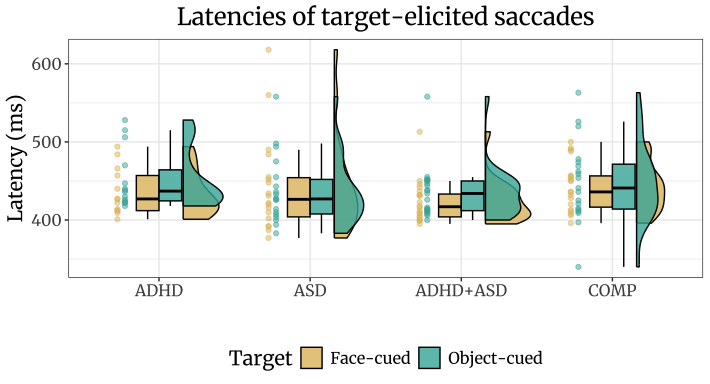 Latencies of target-elicited saccades
Latency (ms)
600
500
400
ADHD
ASD
ADHD+ASD
COMP
Target
Face-cued
Object-cued